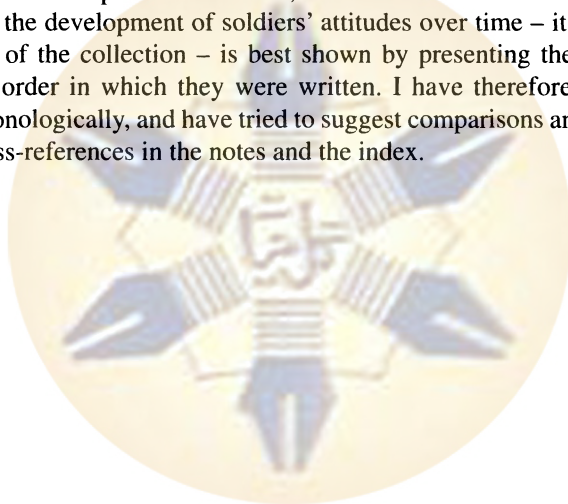 the development of soldiers' attitudes over time – it
of the collection – is best shown by presenting the
order in which they were written. I have therefore
onologically, and have tried to suggest comparisons an
ss-references in the notes and the index.